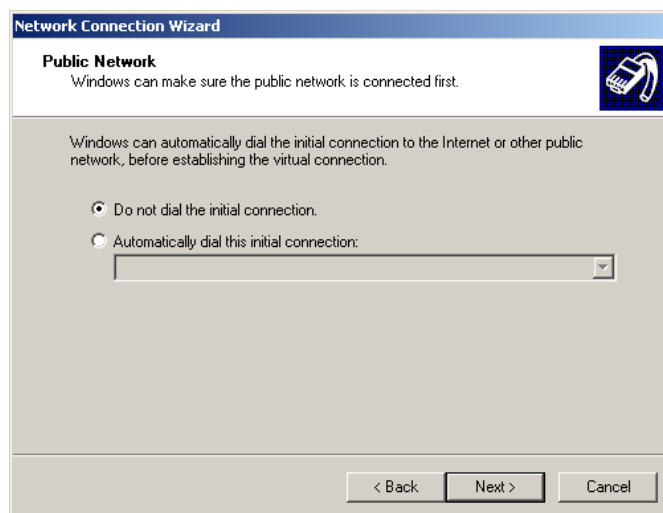 Network Connection Wizard
Public Network
Windows can make sure the public network is connected first.
Windows can automatically dial the initial connection to the Internet or other public
network, before establishing the virtual connection.
Do not dial the initial connection.
Automatically dial this initial connection:
< Back Next > Cancel